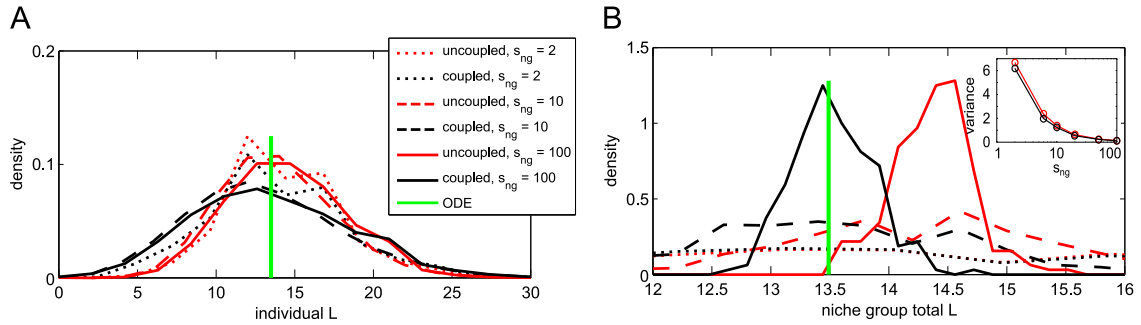 A
0.2
0.1
0
density
0 5 10 15 20 25 30
individual L
uncoupled, s_ng = 2
coupled, s_ng = 2
uncoupled, s_ng = 10
coupled, s_ng = 10
uncoupled, s_ng = 100
coupled, s_ng = 100
ODE
B
1.5
1
0.5
0
density
12 12.5 13 13.5 14 14.5 15 15.5 16
niche group total L
6
4
2
variance
1 10 100
s_ng